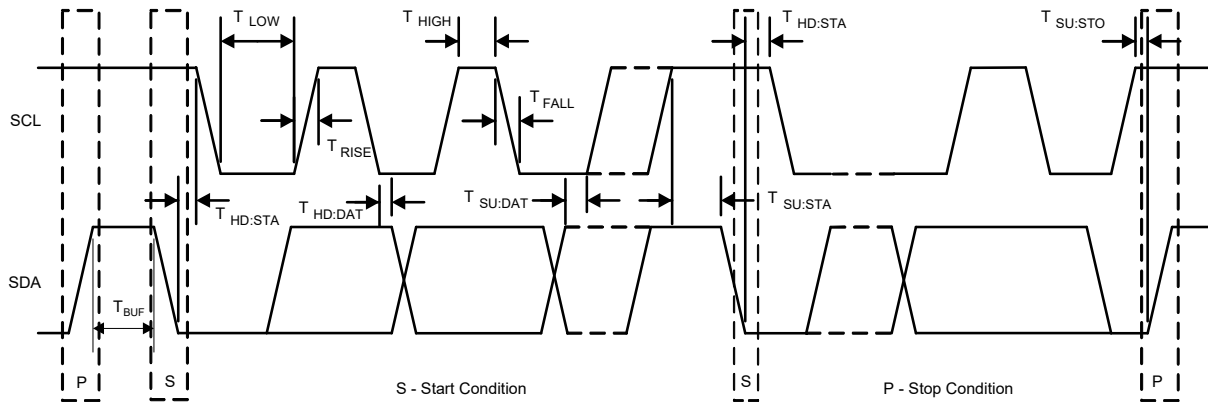 T LOW
T HIGH
T HD:STA
T SU:STO
SCL
T FALL
T RISE
T HD:STA
T HD:DAT
T SU:DAT
T SU:STA
SDA
T BUF
P
S
S - Start Condition
S
P - Stop Condition
P